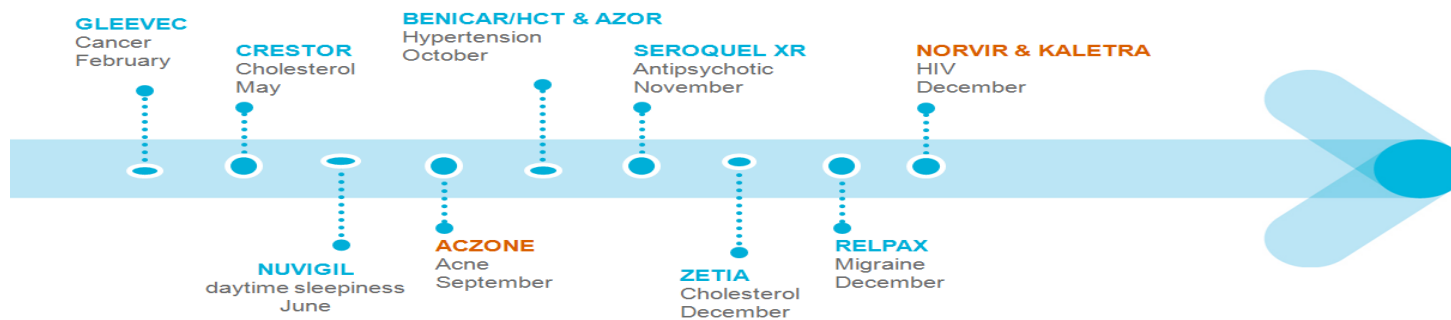 GLEEVEC
Cancer
February
CRESTOR
Cholesterol
May
NUVIGIL
daytime sleepiness
June
ACZONE
Acne
September
BENICAR/HCT & AZOR
Hypertension
October
SEROQUEL XR
Antipsychotic
November
ZETIA
Cholesterol
December
RELPAX
Migraine
December
NORVIR & KALETRA
HIV
December